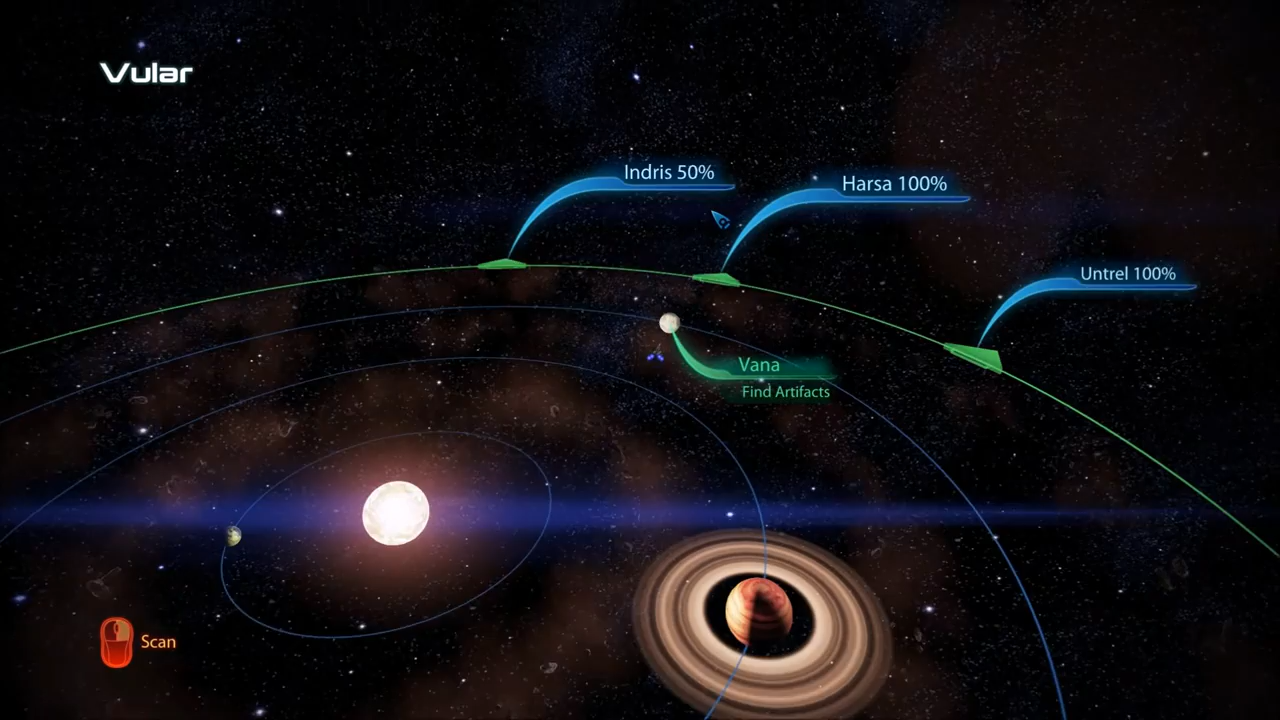 Vular
Indris 50%
Harsa 100%
Untrel 100%
Vana
Find Artifacts
Scan